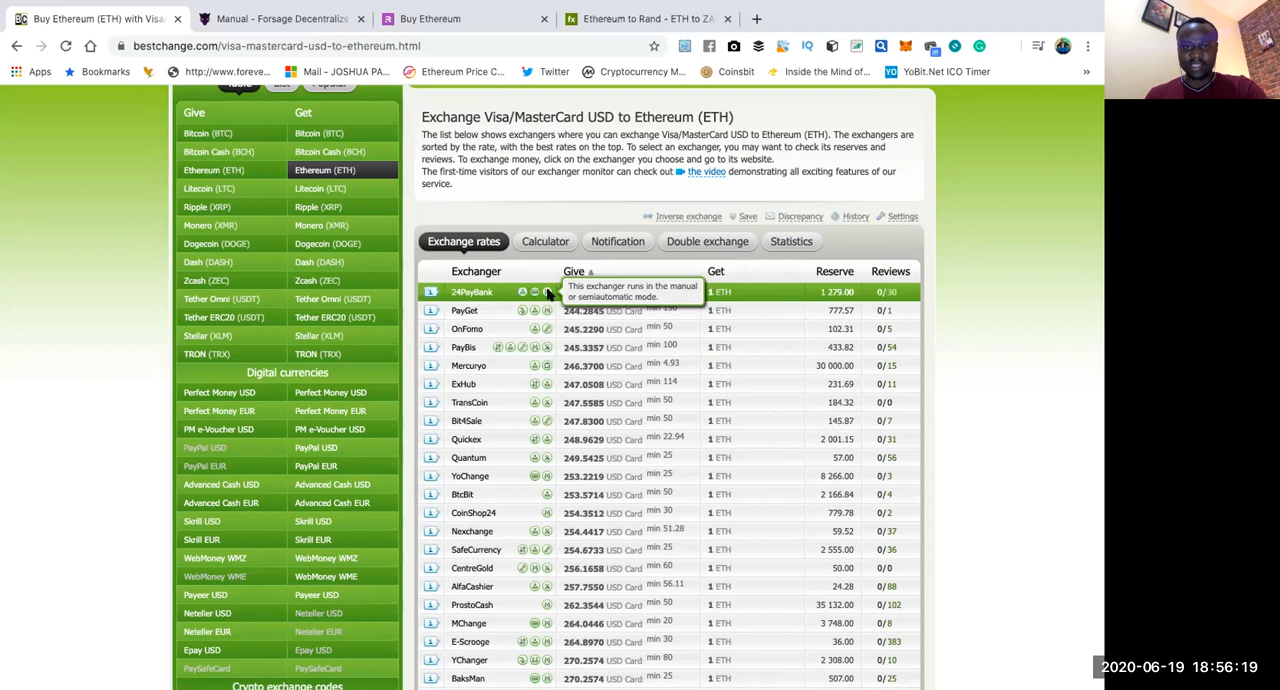 Buy Ethereum (ETH) with Visa/
Manual - Forsage Decentralize
Buy Ethereum
Ethereum to Rand - ETH to ZA
bestchange.com/visa-mastercard-usd-to-ethereum.html
Apps
Bookmarks
http://www.foreve...
Mail - JOSHUA PA...
Ethereum Price C...
Twitter
Cryptocurrency M...
Coinsbit
Inside the Mind of...
YoBit.Net ICO Timer
»
Table List Popular
Give Get
Bitcoin (BTC) Bitcoin (BTC)
Bitcoin Cash (BCH) Bitcoin Cash (BCH)
Ethereum (ETH) Ethereum (ETH)
Litecoin (LTC) Litecoin (LTC)
Ripple (XRP) Ripple (XRP)
Monero (XMR) Monero (XMR)
Dogecoin (DOGE) Dogecoin (DOGE)
Dash (DASH) Dash (DASH)
Zcash (ZEC) Zcash (ZEC)
Tether Omni (USDT) Tether Omni (USDT)
Tether ERC20 (USDT) Tether ERC20 (USDT)
Stellar (XLM) Stellar (XLM)
TRON (TRX) TRON (TRX)
Digital currencies
Perfect Money USD Perfect Money USD
Perfect Money EUR Perfect Money EUR
PM e-Voucher USD PM e-Voucher USD
PayPal USD PayPal USD
PayPal EUR PayPal EUR
Advanced Cash USD Advanced Cash USD
Advanced Cash EUR Advanced Cash EUR
Skrill USD Skrill USD
Skrill EUR Skrill EUR
WebMoney WMZ WebMoney WMZ
WebMoney WME WebMoney WME
Payeer USD Payeer USD
Neteller USD Neteller USD
Neteller EUR Neteller EUR
Epay USD Epay USD
PaySafeCard PaySafeCard
Crypto exchange codes
Exchange Visa/MasterCard USD to Ethereum (ETH)
The list below shows exchangers where you can exchange Visa/MasterCard USD to Ethereum (ETH). The exchangers are
sorted by the rate, with the best rates on the top. To select an exchanger, you may want to check its reserves and
reviews. To exchange money, click on the exchanger you choose and go to its website.
The first-time visitors of our exchanger monitor can check out the video demonstrating all exciting features of our
service.
Inverse exchange Save Discrepancy History Settings
Exchange rates Calculator Notification Double exchange Statistics
Exchanger Give Get Reserve Reviews
24PayBank 1 ETH 1 279.00 0/30
This exchanger runs in the manual
or semiautomatic mode.
PayGet 244.2845 USD Card min 150 1 ETH 777.57 0/1
OnFomo 245.2290 USD Card min 50 1 ETH 102.31 0/5
PayBis 245.3357 USD Card min 100 1 ETH 433.82 0/54
Mercuryo 246.3700 USD Card min 4.93 1 ETH 30 000.00 0/15
ExHub 247.0508 USD Card min 114 1 ETH 231.69 0/11
TransCoin 247.5585 USD Card min 50 1 ETH 184.32 0/0
Bit4Sale 247.8300 USD Card min 50 1 ETH 145.87 0/7
Quickex 248.9629 USD Card min 22.94 1 ETH 2 001.15 0/31
Quantum 249.5425 USD Card min 25 1 ETH 57.00 0/56
YoChange 253.2219 USD Card min 25 1 ETH 8 266.00 0/3
BtcBit 253.5714 USD Card min 50 1 ETH 2 166.84 0/4
CoinShop24 254.3512 USD Card min 30 1 ETH 779.78 0/2
Nexchange 254.4417 USD Card min 51.28 1 ETH 59.52 0/37
SafeCurrency 254.6733 USD Card min 25 1 ETH 2 555.00 0/36
CentreGold 256.1658 USD Card min 60 1 ETH 50.00 0/0
AlfaCashier 257.7550 USD Card min 56.11 1 ETH 24.28 0/88
ProstoCash 262.3544 USD Card min 50 1 ETH 35 132.00 0/102
MChange 264.0446 USD Card min 20 1 ETH 3 748.00 0/8
E-Scrooge 264.8970 USD Card min 30 1 ETH 36.00 0/383
YChanger 270.2574 USD Card min 80 1 ETH 2 308.00 0/10
BaksMan 270.2574 USD Card min 25 1 ETH 507.00 0/25
2020-06-19 18:56:19